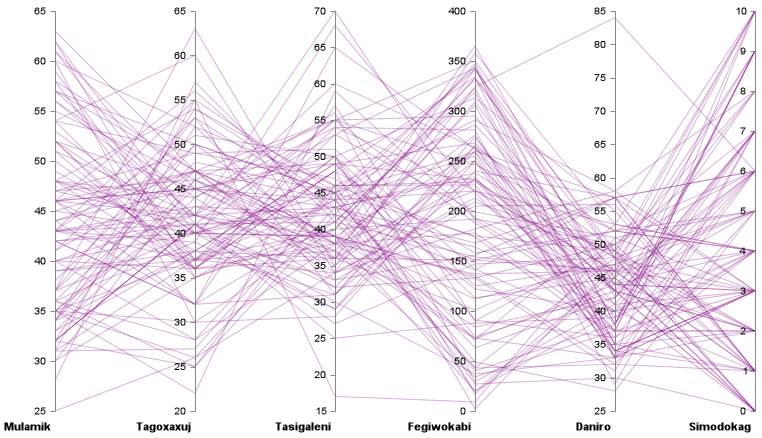 65 65 70 400 85 10
60 60 65 350 80 9
55 55 60 300 75 8
50 50 55 250 70 7
45 45 50 200 65 6
40 40 45 150 60 5
35 35 40 100 55 4
30 30 35 50 50 3
25 25 30 0 45 2
20 25 40 1
20 35 0
15 30
25
Mulamik Tagoxaxuj Tasigaleni Fegiwokabi Daniro Simodokag